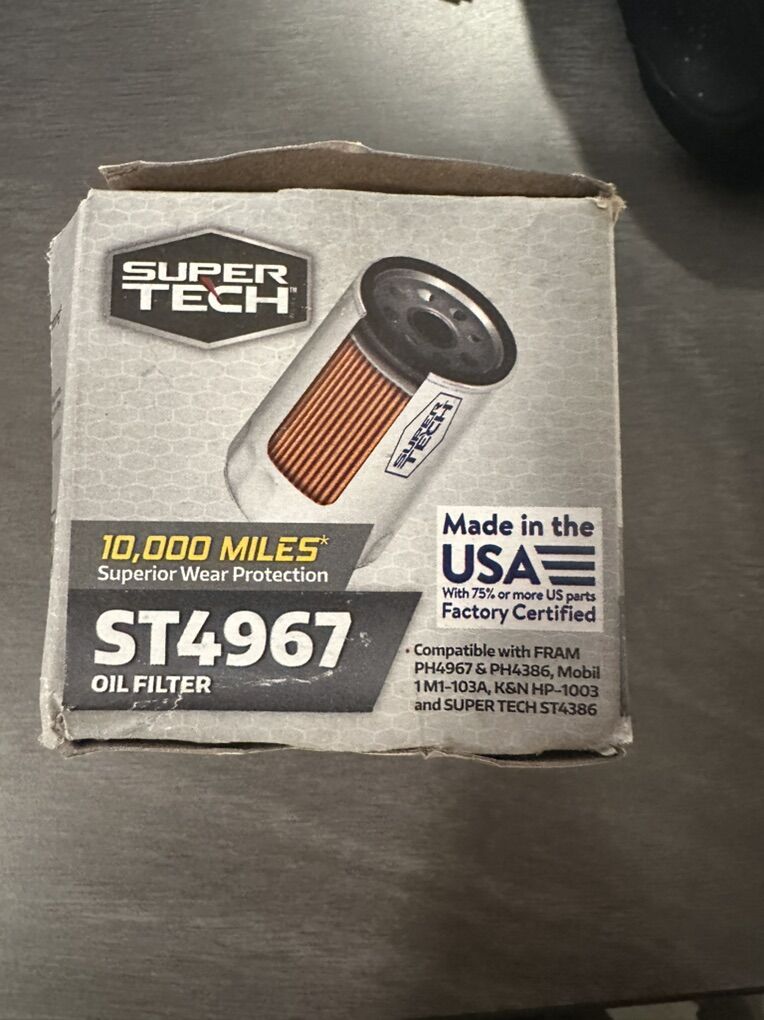 SUPER
TECH™
SUPER
TECH
10,000 MILES*
Superior Wear Protection
Made in the
USA
With 75% or more US parts
Factory Certified
ST4967
OIL FILTER
• Compatible with FRAM
PH4967 & PH4386, Mobil
1 M1-103A, K&N HP-1003
and SUPER TECH ST4386